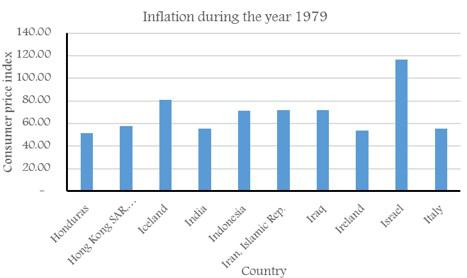 Inflation during the year 1979
Consumer price index
140.00
120.00
100.00
80.00
60.00
40.00
20.00
-
Honduras
Hong Kong SAR,...
Iceland
India
Indonesia
Iran, Islamic Rep.
Iraq
Ireland
Israel
Italy
Country